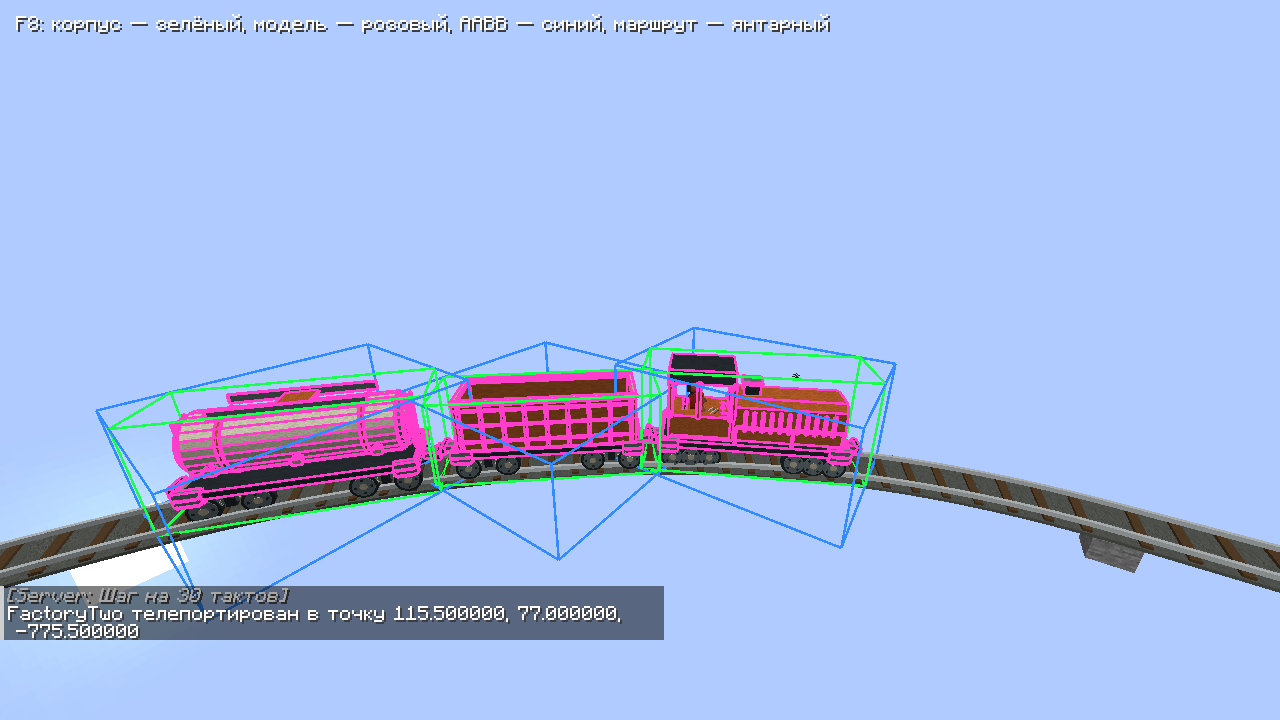 F8: корпус — зелёный, модель — розовый, AABB — синий, маршрут — янтарный
[Server: Шаг на 30 тактов]
FactoryTwo телепортирован в точку 115.500000, 77.000000,
-775.500000